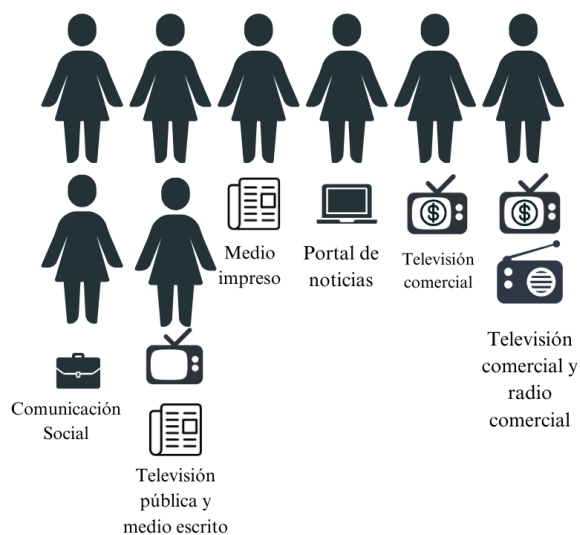 Medio
impreso
Portal de
noticias
Televisión
comercial
Televisión
comercial y
radio
comercial
Comunicación
Social
Televisión
pública y
medio escrito